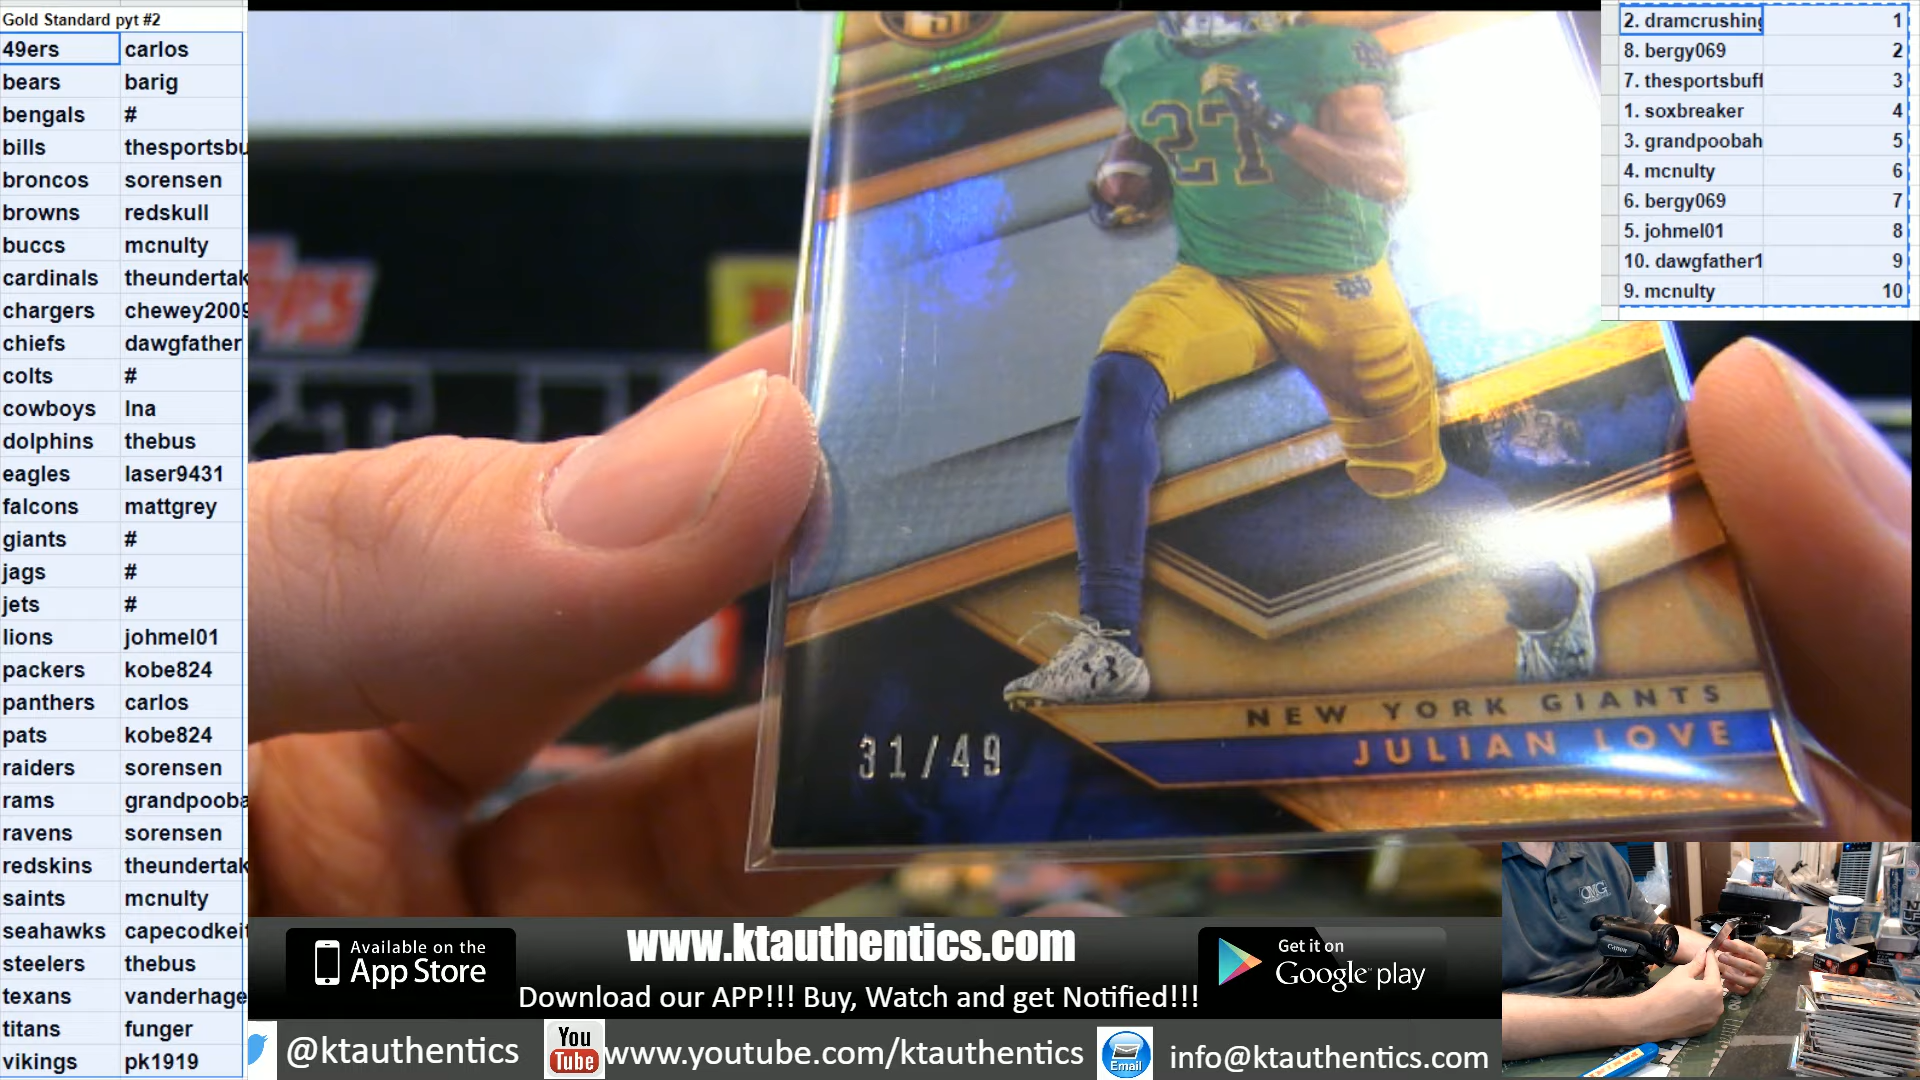 Gold Standard pyt #2
49ers carlos
bears barig
bengals #
bills thesportsbu
broncos sorensen
browns redskull
buccs mcnulty
cardinals theundertak
chargers chewey2009
chiefs dawgfather
colts #
cowboys lna
dolphins thebus
eagles laser9431
falcons mattgrey
giants #
jags #
jets #
lions johmel01
packers kobe824
panthers carlos
pats kobe824
raiders sorensen
rams grandpooba
ravens sorensen
redskins theundertak
saints mcnulty
seahawks capecodkeit
steelers thebus
texans vanderhage
titans funger
vikings pk1919
2. dramcrushing 1
8. bergy069 2
7. thesportsbuff 3
1. soxbreaker 4
3. grandpoobah 5
4. mcnulty 6
6. bergy069 7
5. johmel01 8
10. dawgfather1 9
9. mcnulty 10
27
NEW YORK GIANTS
JULIAN LOVE
31/49
OMG
Canon
Available on the
App Store
www.ktauthentics.com
Get it on
Google play
Download our APP!!! Buy, Watch and get Notified!!!
@ktauthentics
You
Tube
www.youtube.com/ktauthentics
Email
info@ktauthentics.com